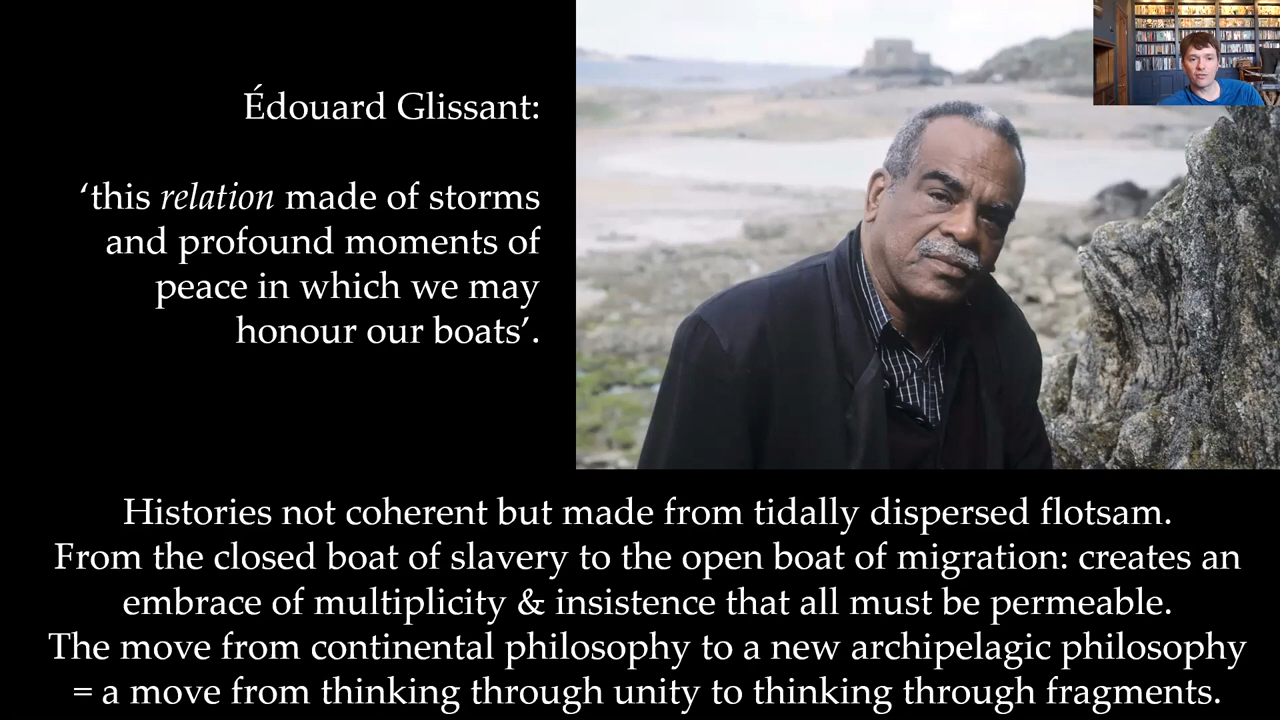 Édouard Glissant:
‘this relation made of storms
and profound moments of
peace in which we may
honour our boats’.
Histories not coherent but made from tidally dispersed flotsam.
From the closed boat of slavery to the open boat of migration: creates an
embrace of multiplicity & insistence that all must be permeable.
The move from continental philosophy to a new archipelagic philosophy
= a move from thinking through unity to thinking through fragments.